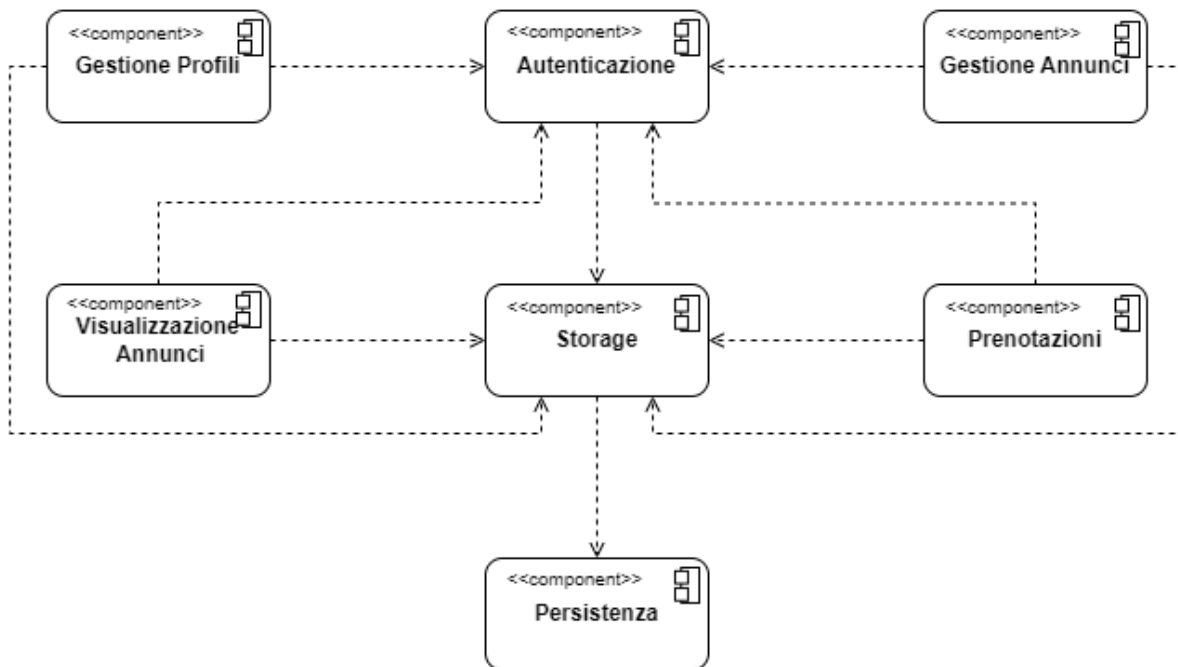 <<component>>
Gestione Profili
<<component>>
Autenticazione
<<component>>
Gestione Annunci
<<component>>
Visualizzazione
Annunci
<<component>>
Storage
<<component>>
Prenotazioni
<<component>>
Persistenza